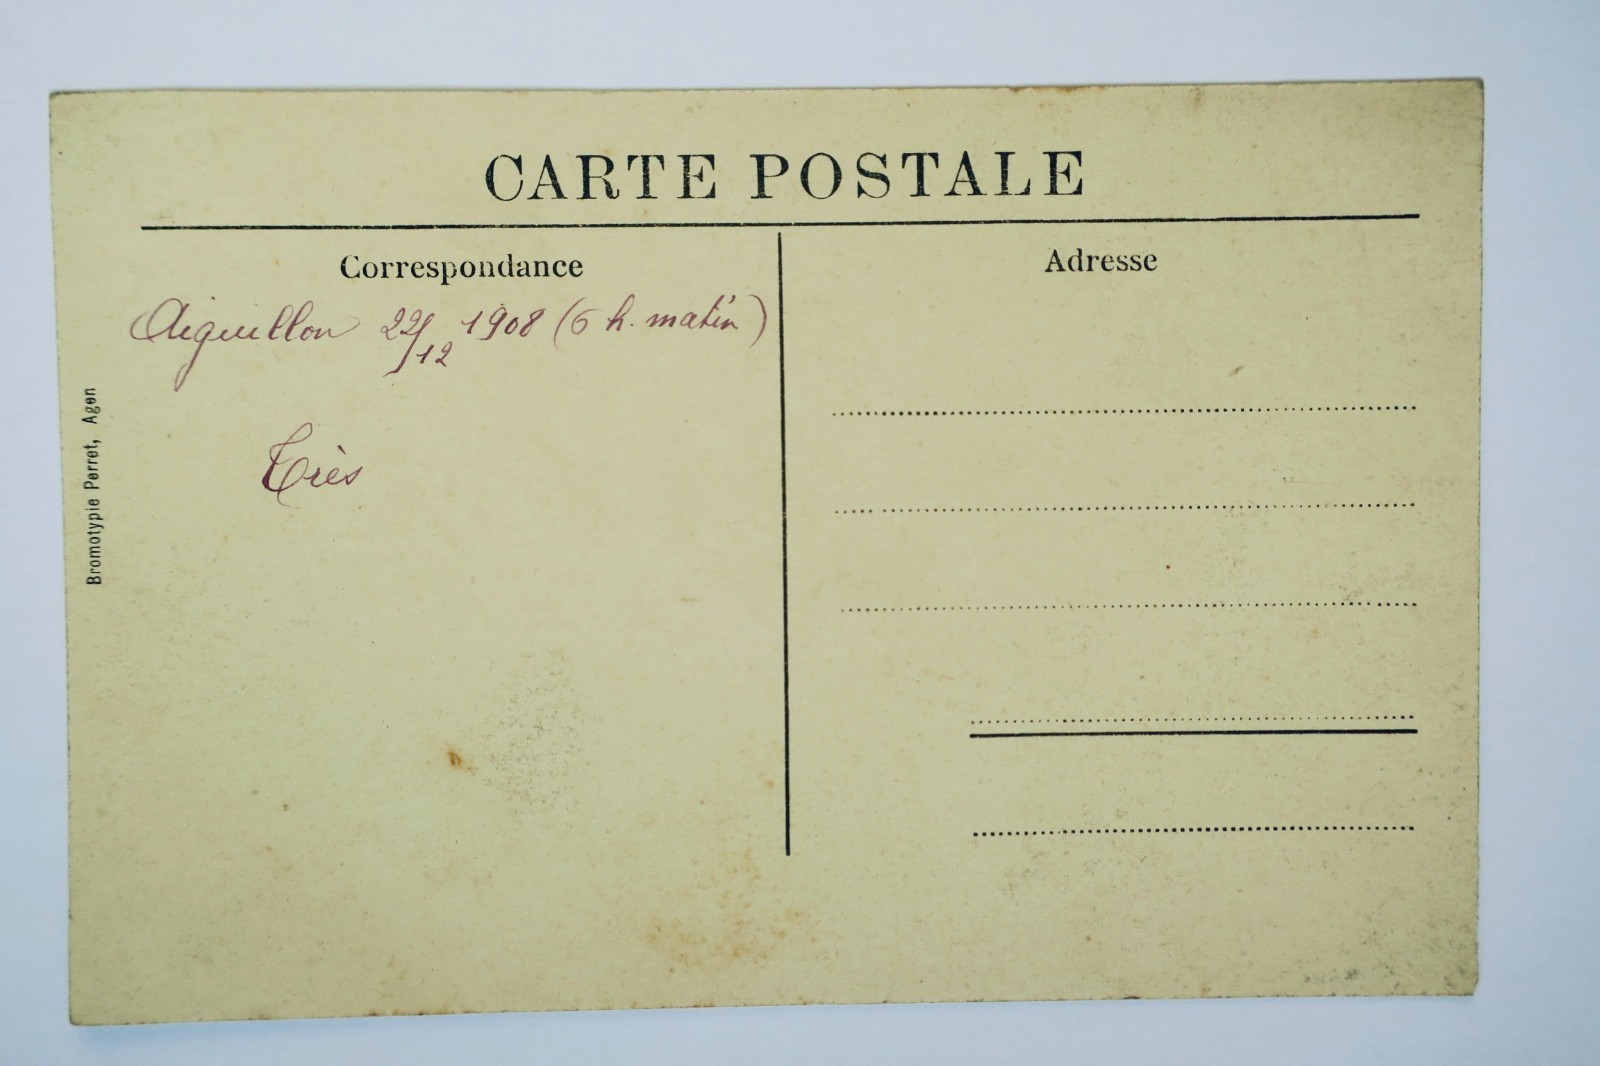 CARTE POSTALE
Correspondance
Aiguillon 22/12 1908 (6 h. matin)
Très
Adresse
Bromotypie Perret, Agen